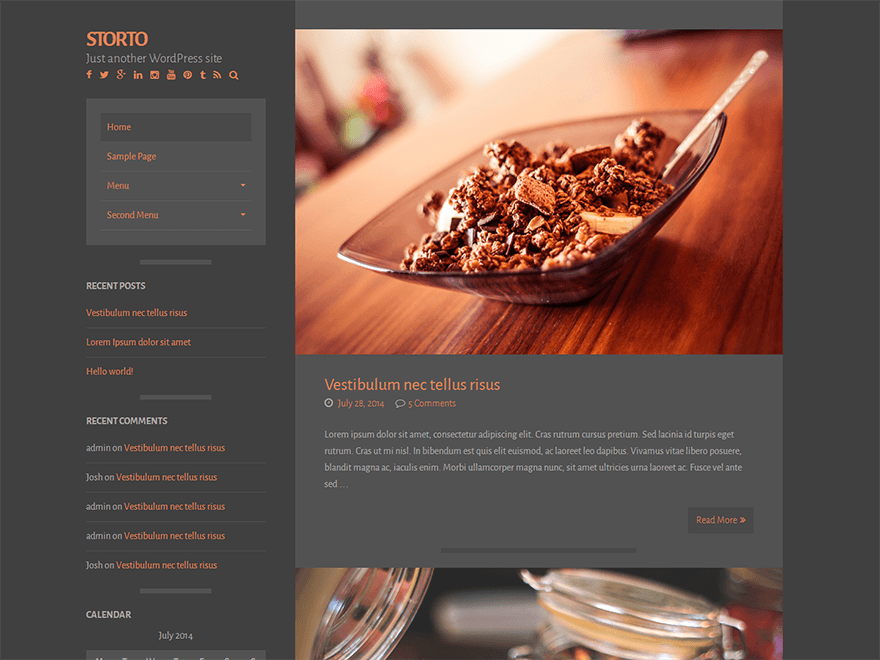 STORTO
Just another WordPress site
Home
Sample Page
Menu
Second Menu
RECENT POSTS
Vestibulum nec tellus risus
Lorem Ipsum dolor sit amet
Hello world!
RECENT COMMENTS
admin on Vestibulum nec tellus risus
Josh on Vestibulum nec tellus risus
admin on Vestibulum nec tellus risus
admin on Vestibulum nec tellus risus
Josh on Vestibulum nec tellus risus
CALENDAR
July 2014
Vestibulum nec tellus risus
July 28, 2014 5 Comments
Lorem ipsum dolor sit amet, consectetur adipiscing elit. Cras rutrum cursus pretium. Sed lacinia id turpis eget
rutrum. Cras ut mi nisl. In bibendum est quis elit euismod, ac laoreet leo dapibus. Vivamus vitae libero posuere,
blandit magna ac, iaculis enim. Morbi ullamcorper magna nunc, sit amet ultricies urna laoreet ac. Fusce vel ante
sed …
Read More »